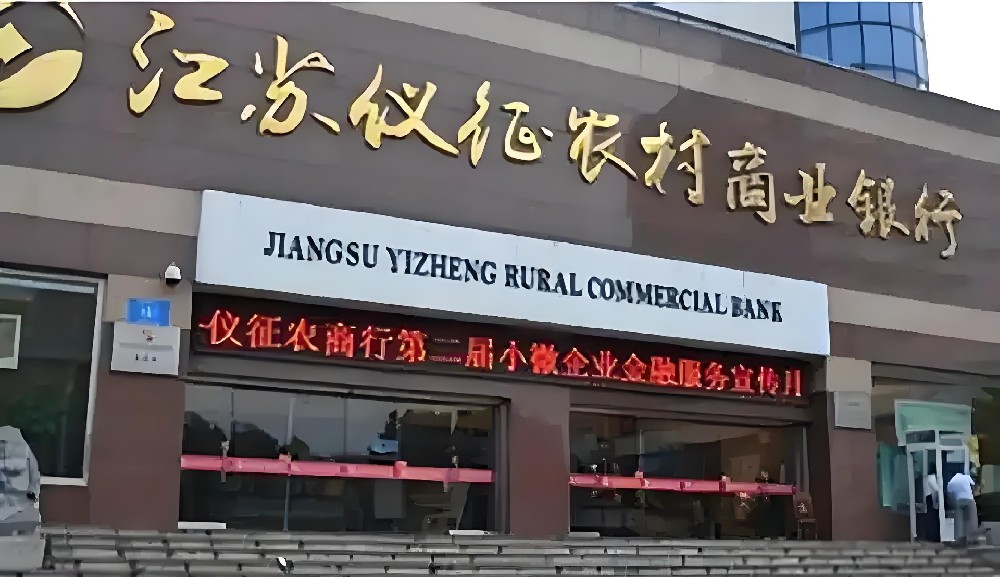 江苏仪征农村商业银行
JIANGSU YIZHENG RURAL COMMERCIAL BANK
仪征农商行第一届小微企业金融服务宣传月